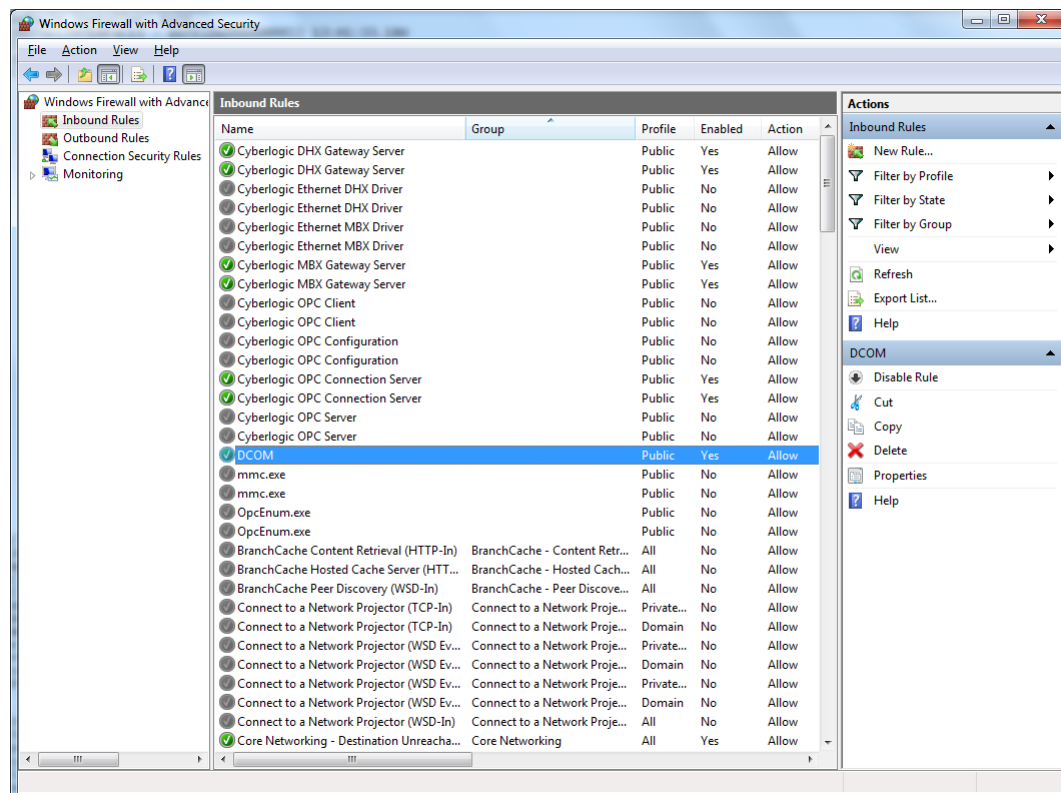 Windows Firewall with Advanced Security
File Action View Help
Windows Firewall with Advance
Inbound Rules
Outbound Rules
Connection Security Rules
Monitoring
Inbound Rules
Name Group Profile Enabled Action
Cyberlogic DHX Gateway Server Public Yes Allow
Cyberlogic DHX Gateway Server Public Yes Allow
Cyberlogic Ethernet DHX Driver Public No Allow
Cyberlogic Ethernet DHX Driver Public No Allow
Cyberlogic Ethernet MBX Driver Public No Allow
Cyberlogic Ethernet MBX Driver Public No Allow
Cyberlogic MBX Gateway Server Public Yes Allow
Cyberlogic MBX Gateway Server Public Yes Allow
Cyberlogic OPC Client Public No Allow
Cyberlogic OPC Client Public No Allow
Cyberlogic OPC Configuration Public No Allow
Cyberlogic OPC Configuration Public No Allow
Cyberlogic OPC Connection Server Public Yes Allow
Cyberlogic OPC Connection Server Public Yes Allow
Cyberlogic OPC Server Public No Allow
Cyberlogic OPC Server Public No Allow
DCOM Public Yes Allow
mmc.exe Public No Allow
mmc.exe Public No Allow
OpcEnum.exe Public No Allow
OpcEnum.exe Public No Allow
BranchCache Content Retrieval (HTTP-In) BranchCache - Content Retr... All No Allow
BranchCache Hosted Cache Server (HTT... BranchCache - Hosted Cach... All No Allow
BranchCache Peer Discovery (WSD-In) BranchCache - Peer Discove... All No Allow
Connect to a Network Projector (TCP-In) Connect to a Network Proje... Private... No Allow
Connect to a Network Projector (TCP-In) Connect to a Network Proje... Domain No Allow
Connect to a Network Projector (WSD Ev... Connect to a Network Proje... Private... No Allow
Connect to a Network Projector (WSD Ev... Connect to a Network Proje... Domain No Allow
Connect to a Network Projector (WSD Ev... Connect to a Network Proje... Private... No Allow
Connect to a Network Projector (WSD Ev... Connect to a Network Proje... Domain No Allow
Connect to a Network Projector (WSD-In) Connect to a Network Proje... All No Allow
Core Networking - Destination Unreacha... Core Networking All Yes Allow
Actions
Inbound Rules
New Rule...
Filter by Profile
Filter by State
Filter by Group
View
Refresh
Export List...
Help
DCOM
Disable Rule
Cut
Copy
Delete
Properties
Help